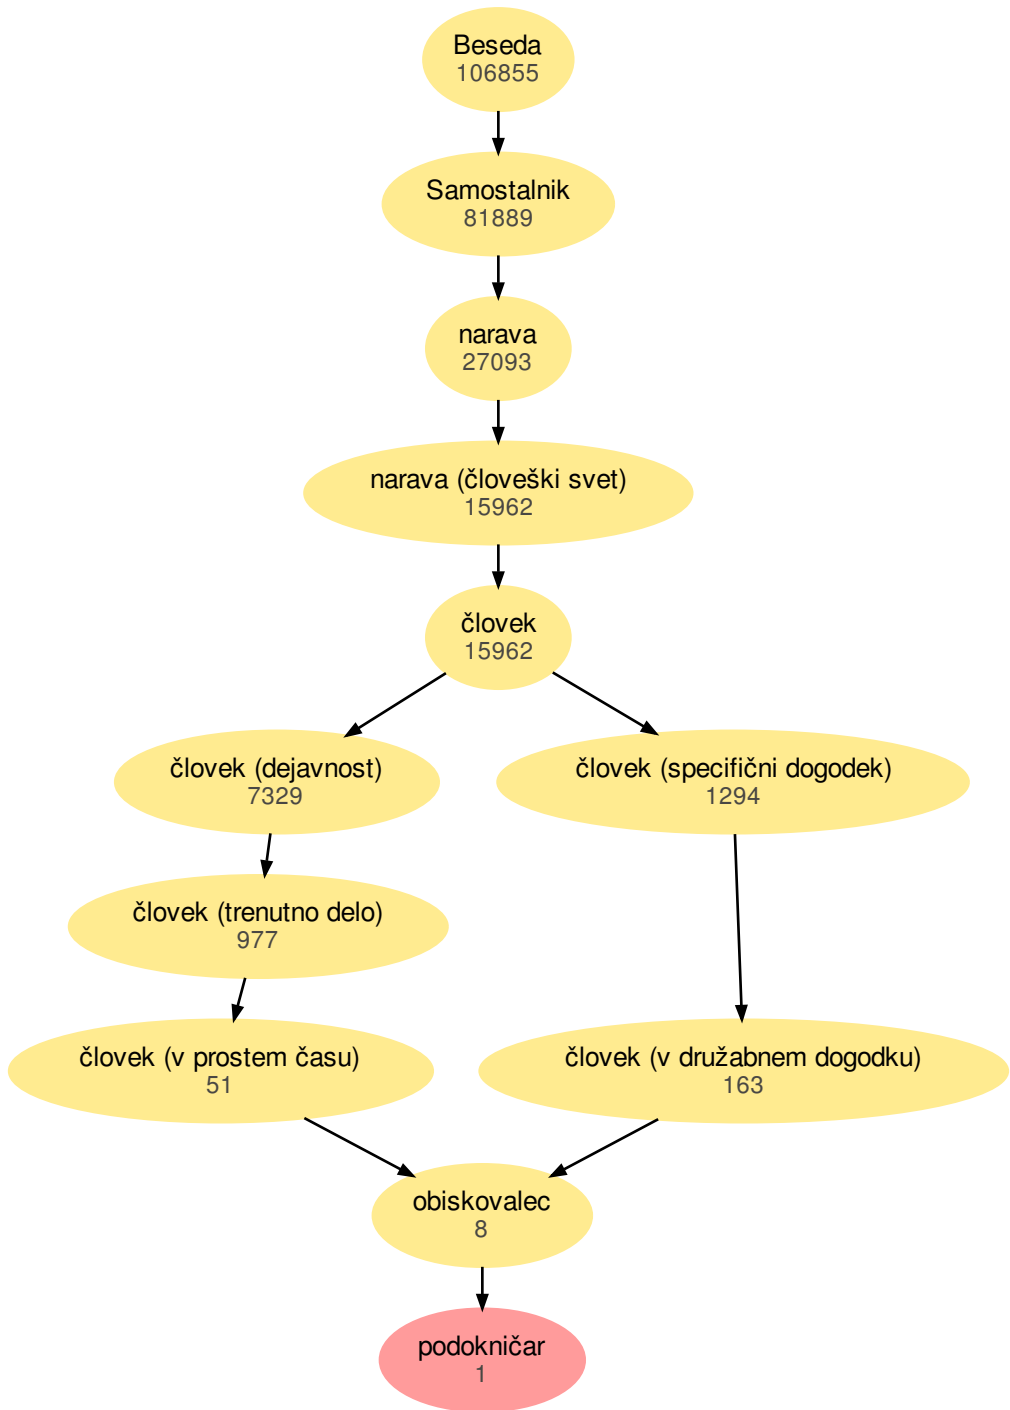 Beseda
106855
Samostalnik
81889
narava
27093
narava (človeški svet)
15962
človek
15962
človek (dejavnost)
7329
človek (specifični dogodek)
1294
človek (trenutno delo)
977
človek (v prostem času)
51
človek (v družabnem dogodku)
163
obiskovalec
8
podokničar
1